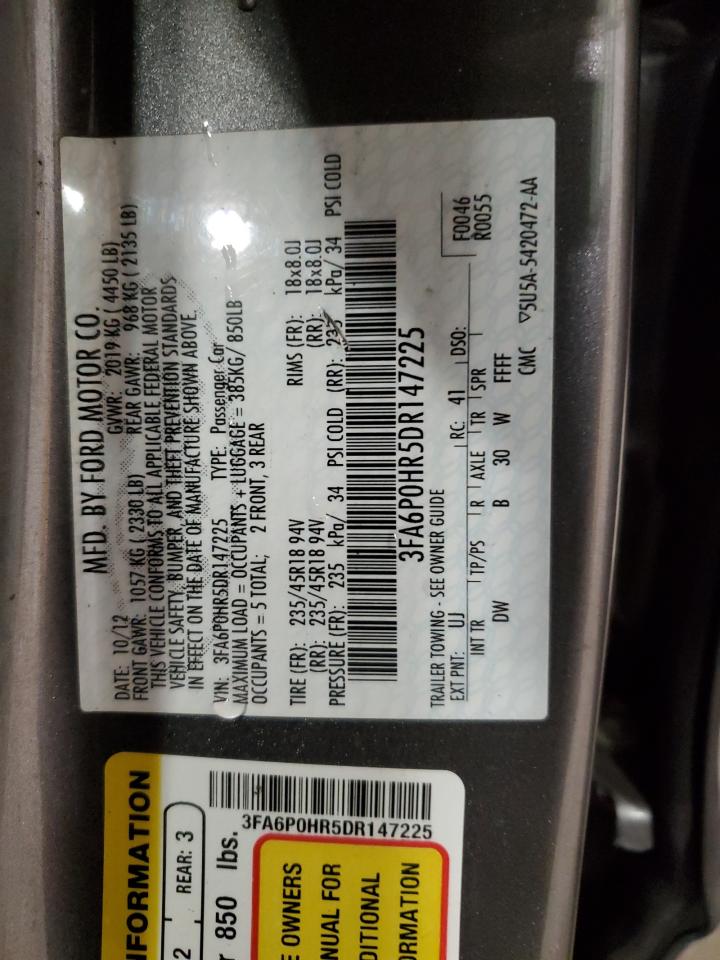 MFD. BY FORD MOTOR CO.
DATE: 10/12 GVWR: 2019 KG ( 4450 LB)
FRONT GAWR: 1057 KG ( 2330 LB) REAR GAWR: 968 KG ( 2135 LB)
THIS VEHICLE CONFORMS TO ALL APPLICABLE FEDERAL MOTOR
VEHICLE SAFETY, BUMPER, AND THEFT PREVENTION STANDARDS
IN EFFECT ON THE DATE OF MANUFACTURE SHOWN ABOVE.
VIN: 3FA6P0HR5DR147225 TYPE: Passenger Car
MAXIMUM LOAD = OCCUPANTS + LUGGAGE = 385KG/ 850LB
OCCUPANTS = 5 TOTAL; 2 FRONT, 3 REAR
TIRE (FR): 235/45R18 94V RIMS (FR): 18x8.0J
(RR): 235/45R18 94V (RR): 18x8.0J
PRESSURE (FR): 235 kPa/ 34 PSI COLD (RR): 235 kPa/ 34 PSI COLD
3FA6P0HR5DR147225
TRAILER TOWING - SEE OWNER GUIDE
F0046
EXT PNT: UJ RC: 41 DSO: R0055
INT TR TP/PS R AXLE TR SPR
DW B 30 W FFFF
CMC ▽5U5A-5420472-AA
NFORMATION
2 REAR: 3
r 850 lbs.
3FA6P0HR5DR147225
E OWNERS
NUAL FOR
DITIONAL
ORMATION